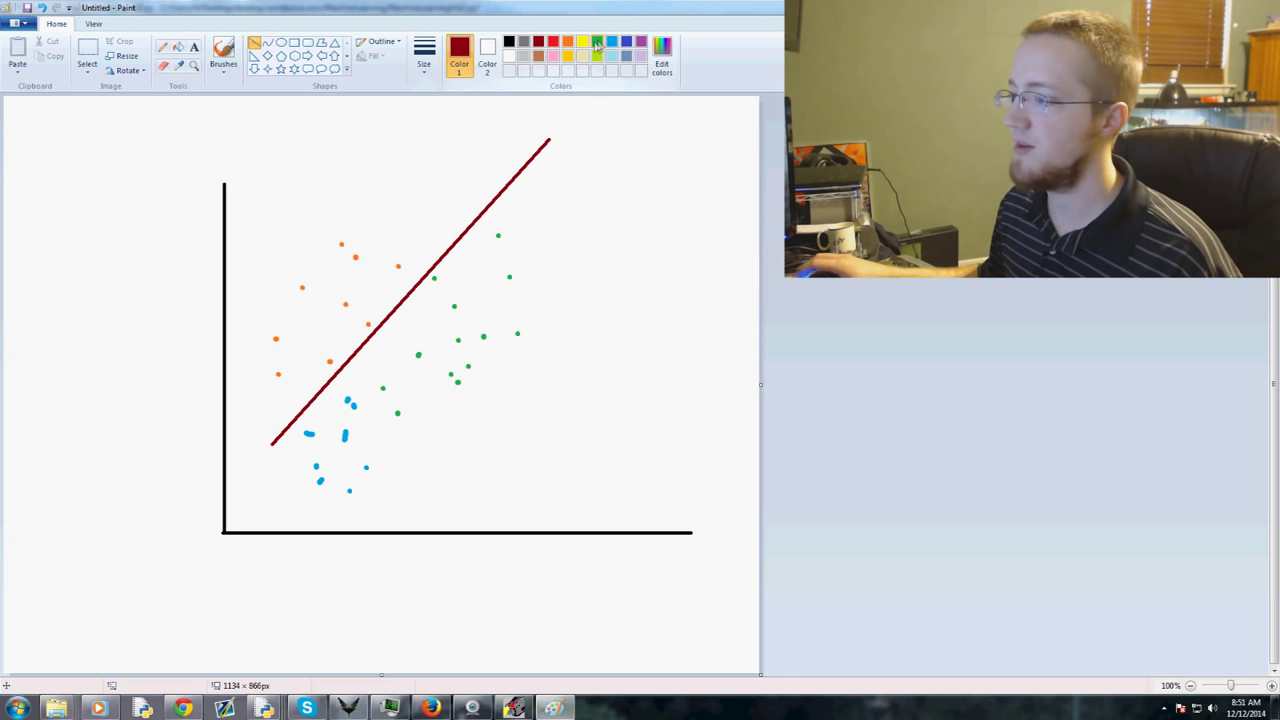 Untitled - Paint
Home
View
Paste
Cut
Copy
Clipboard
Select
Crop
Resize
Rotate
Image
A
Tools
Brushes
Outline
Fill
Shapes
Size
Color
1
Color
2
Edit
colors
Colors
1134 × 866px
100%
8:51 AM
12/12/2014